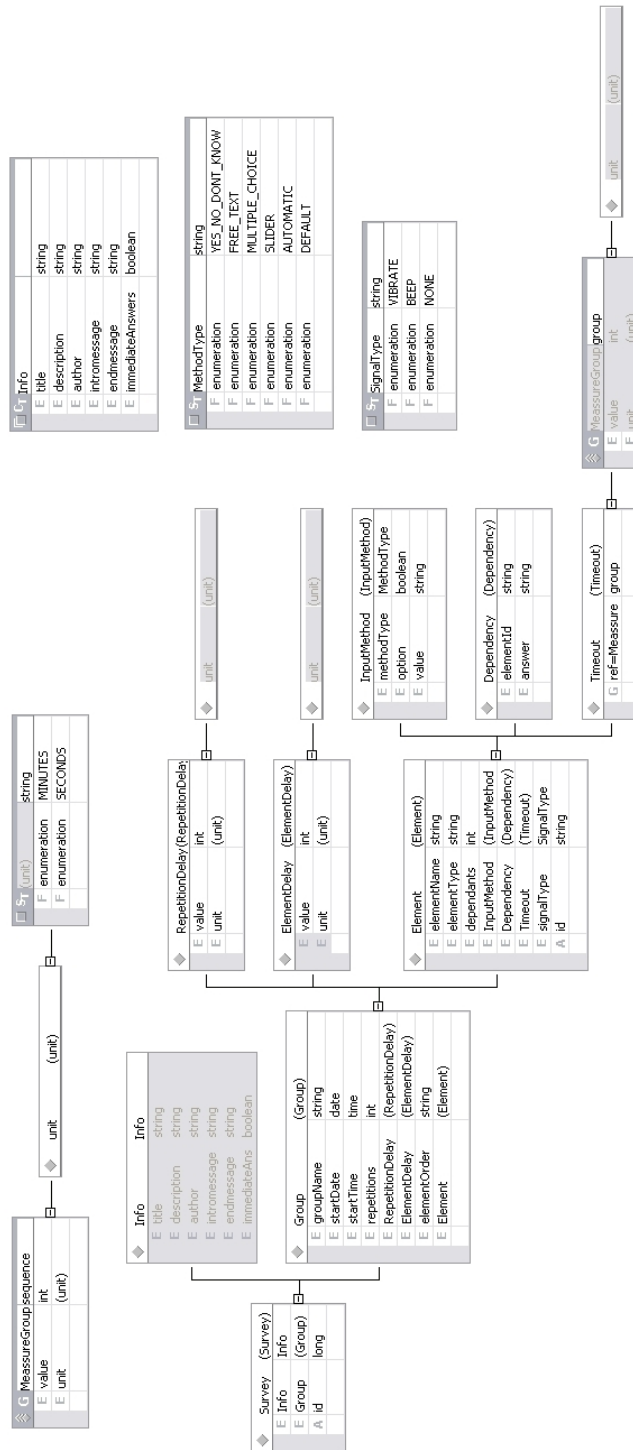 G MeassureGroup sequence
E value int
E unit (unit)
unit (unit)
ST (unit) string
F enumeration MINUTES
F enumeration SECONDS
CT Info
E title string
E description string
E author string
E intromessage string
E endmessage string
E immediateAnswers boolean
ST MethodType string
F enumeration YES_NO_DONT_KNOW
F enumeration FREE_TEXT
F enumeration MULTIPLE_CHOICE
F enumeration SLIDER
F enumeration AUTOMATIC
F enumeration DEFAULT
ST SignalType string
F enumeration VIBRATE
F enumeration BEEP
F enumeration NONE
Survey (Survey)
E Info Info
E Group (Group)
A id long
Info Info
E title string
E description string
E author string
E intromessage string
E endmessage string
E immediateAns boolean
Group (Group)
E groupName string
E startDate date
E startTime time
E repetitions int
E RepetitionDelay (RepetitionDelay)
E ElementDelay (ElementDelay)
E elementOrder string
E Element (Element)
RepetitionDelay (RepetitionDelay
E value int
E unit (unit)
unit (unit)
ElementDelay (ElementDelay)
E value int
E unit (unit)
unit (unit)
Element (Element)
E elementName string
E elementType string
E dependants int
E InputMethod (InputMethod
E Dependency (Dependency)
E Timeout (Timeout)
E signalType SignalType
A id string
InputMethod (InputMethod)
E methodType MethodType
E option boolean
E value string
Dependency (Dependency)
E elementId string
E answer string
Timeout (Timeout)
G ref=Meassure group
G MeassureGroup group
E value int
E unit (unit)
unit (unit)